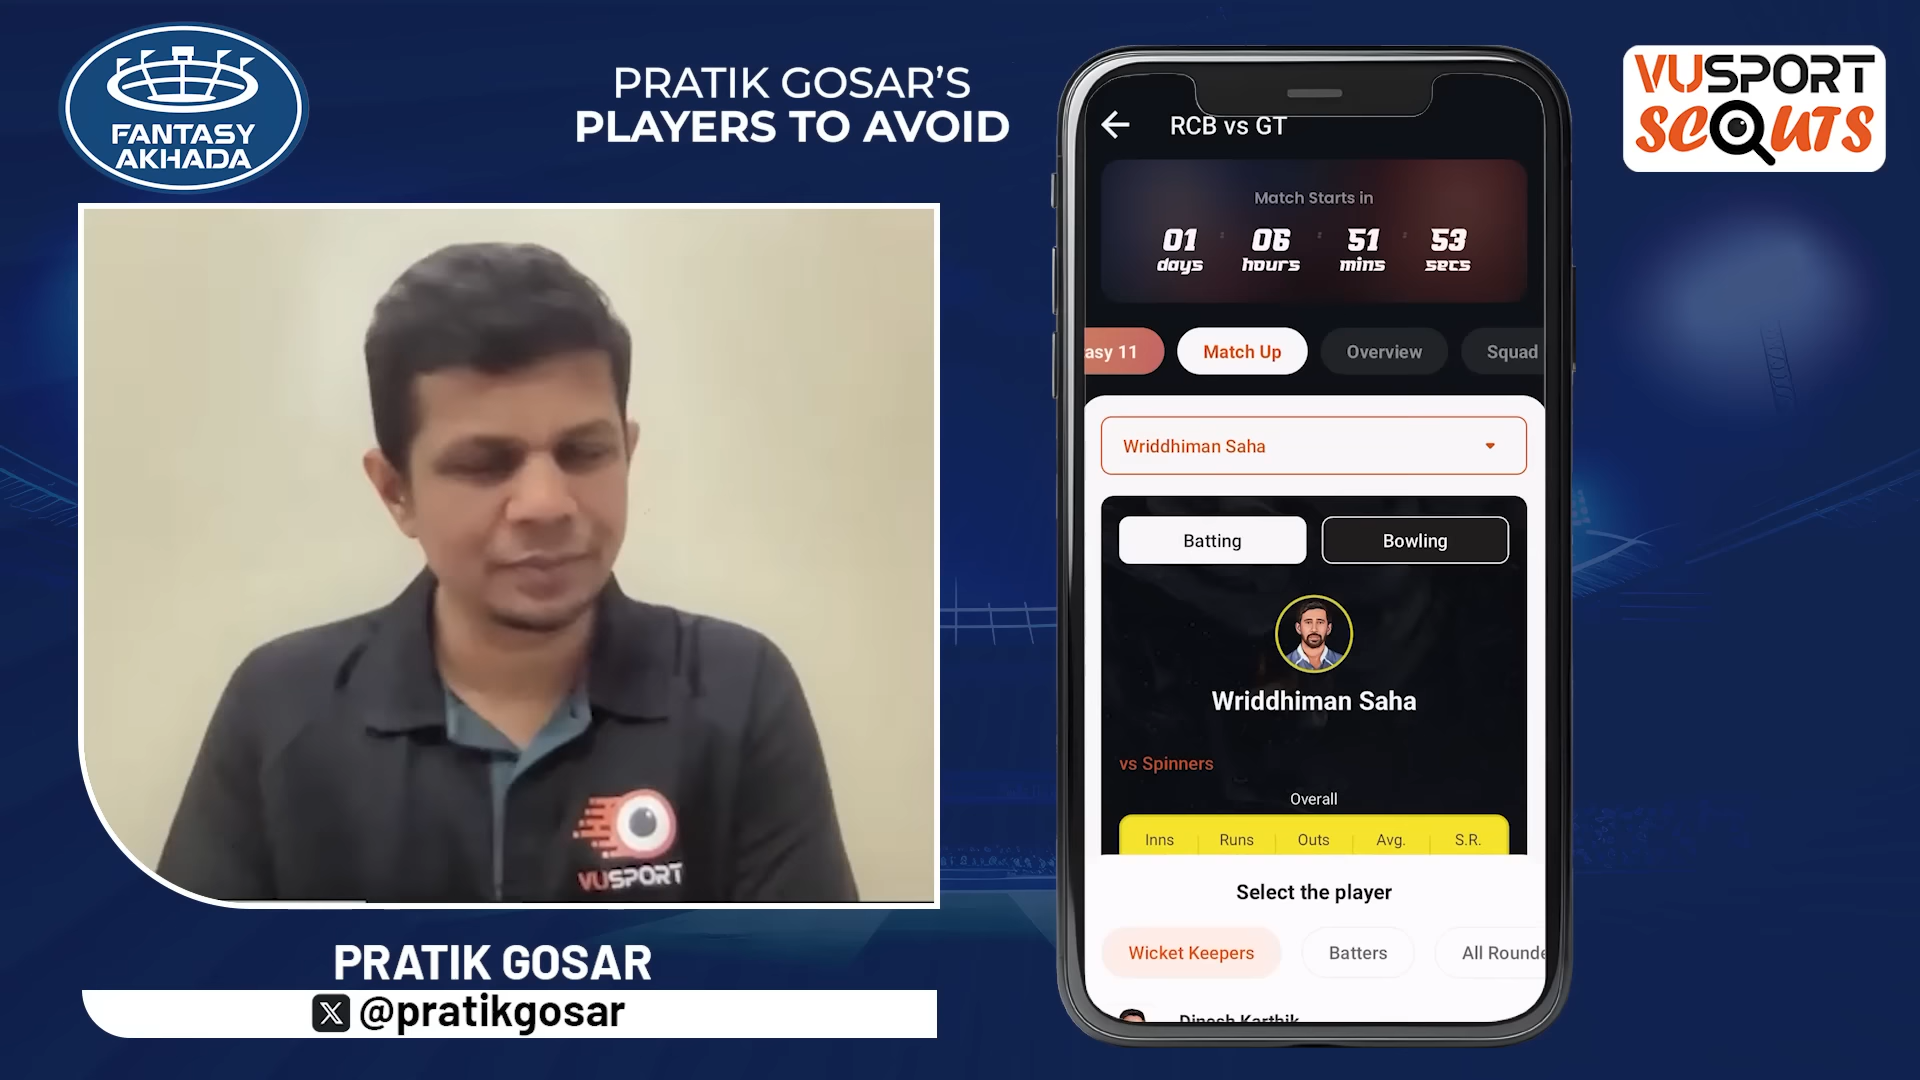 FANTASY
AKHADA
PRATIK GOSAR'S
PLAYERS TO AVOID
VUSPORT
SCOUTS
RCB vs GT
Match Starts in
01 : 06 : 51 : 53
days hours mins secs
asy 11 Match Up Overview Squad
Wriddhiman Saha
Batting Bowling
Wriddhiman Saha
vs Spinners
Overall
Inns Runs Outs Avg. S.R.
Select the player
Wicket Keepers Batters All Rounde
Dinesh Karthik
VUSPORT
PRATIK GOSAR
X @pratikgosar